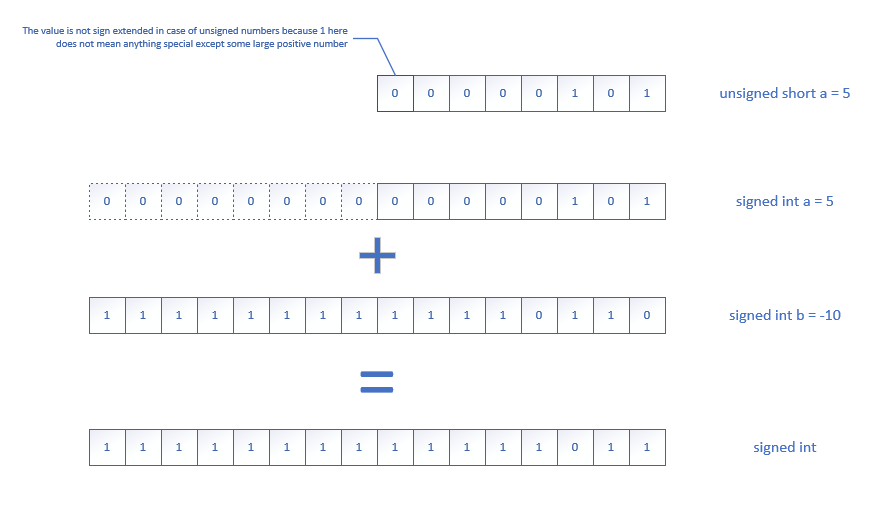 The value is not sign extended in case of unsigned numbers because 1 here
does not mean anything special except some large positive number
0 0 0 0 0 1 0 1 unsigned short a = 5
0 0 0 0 0 0 0 0 0 0 0 0 0 1 0 1 signed int a = 5
+
1 1 1 1 1 1 1 1 1 1 1 1 0 1 1 0 signed int b = -10
=
1 1 1 1 1 1 1 1 1 1 1 1 1 0 1 1 signed int